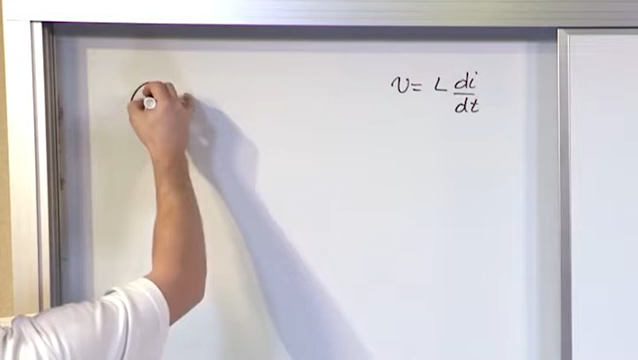 v = L di/dt